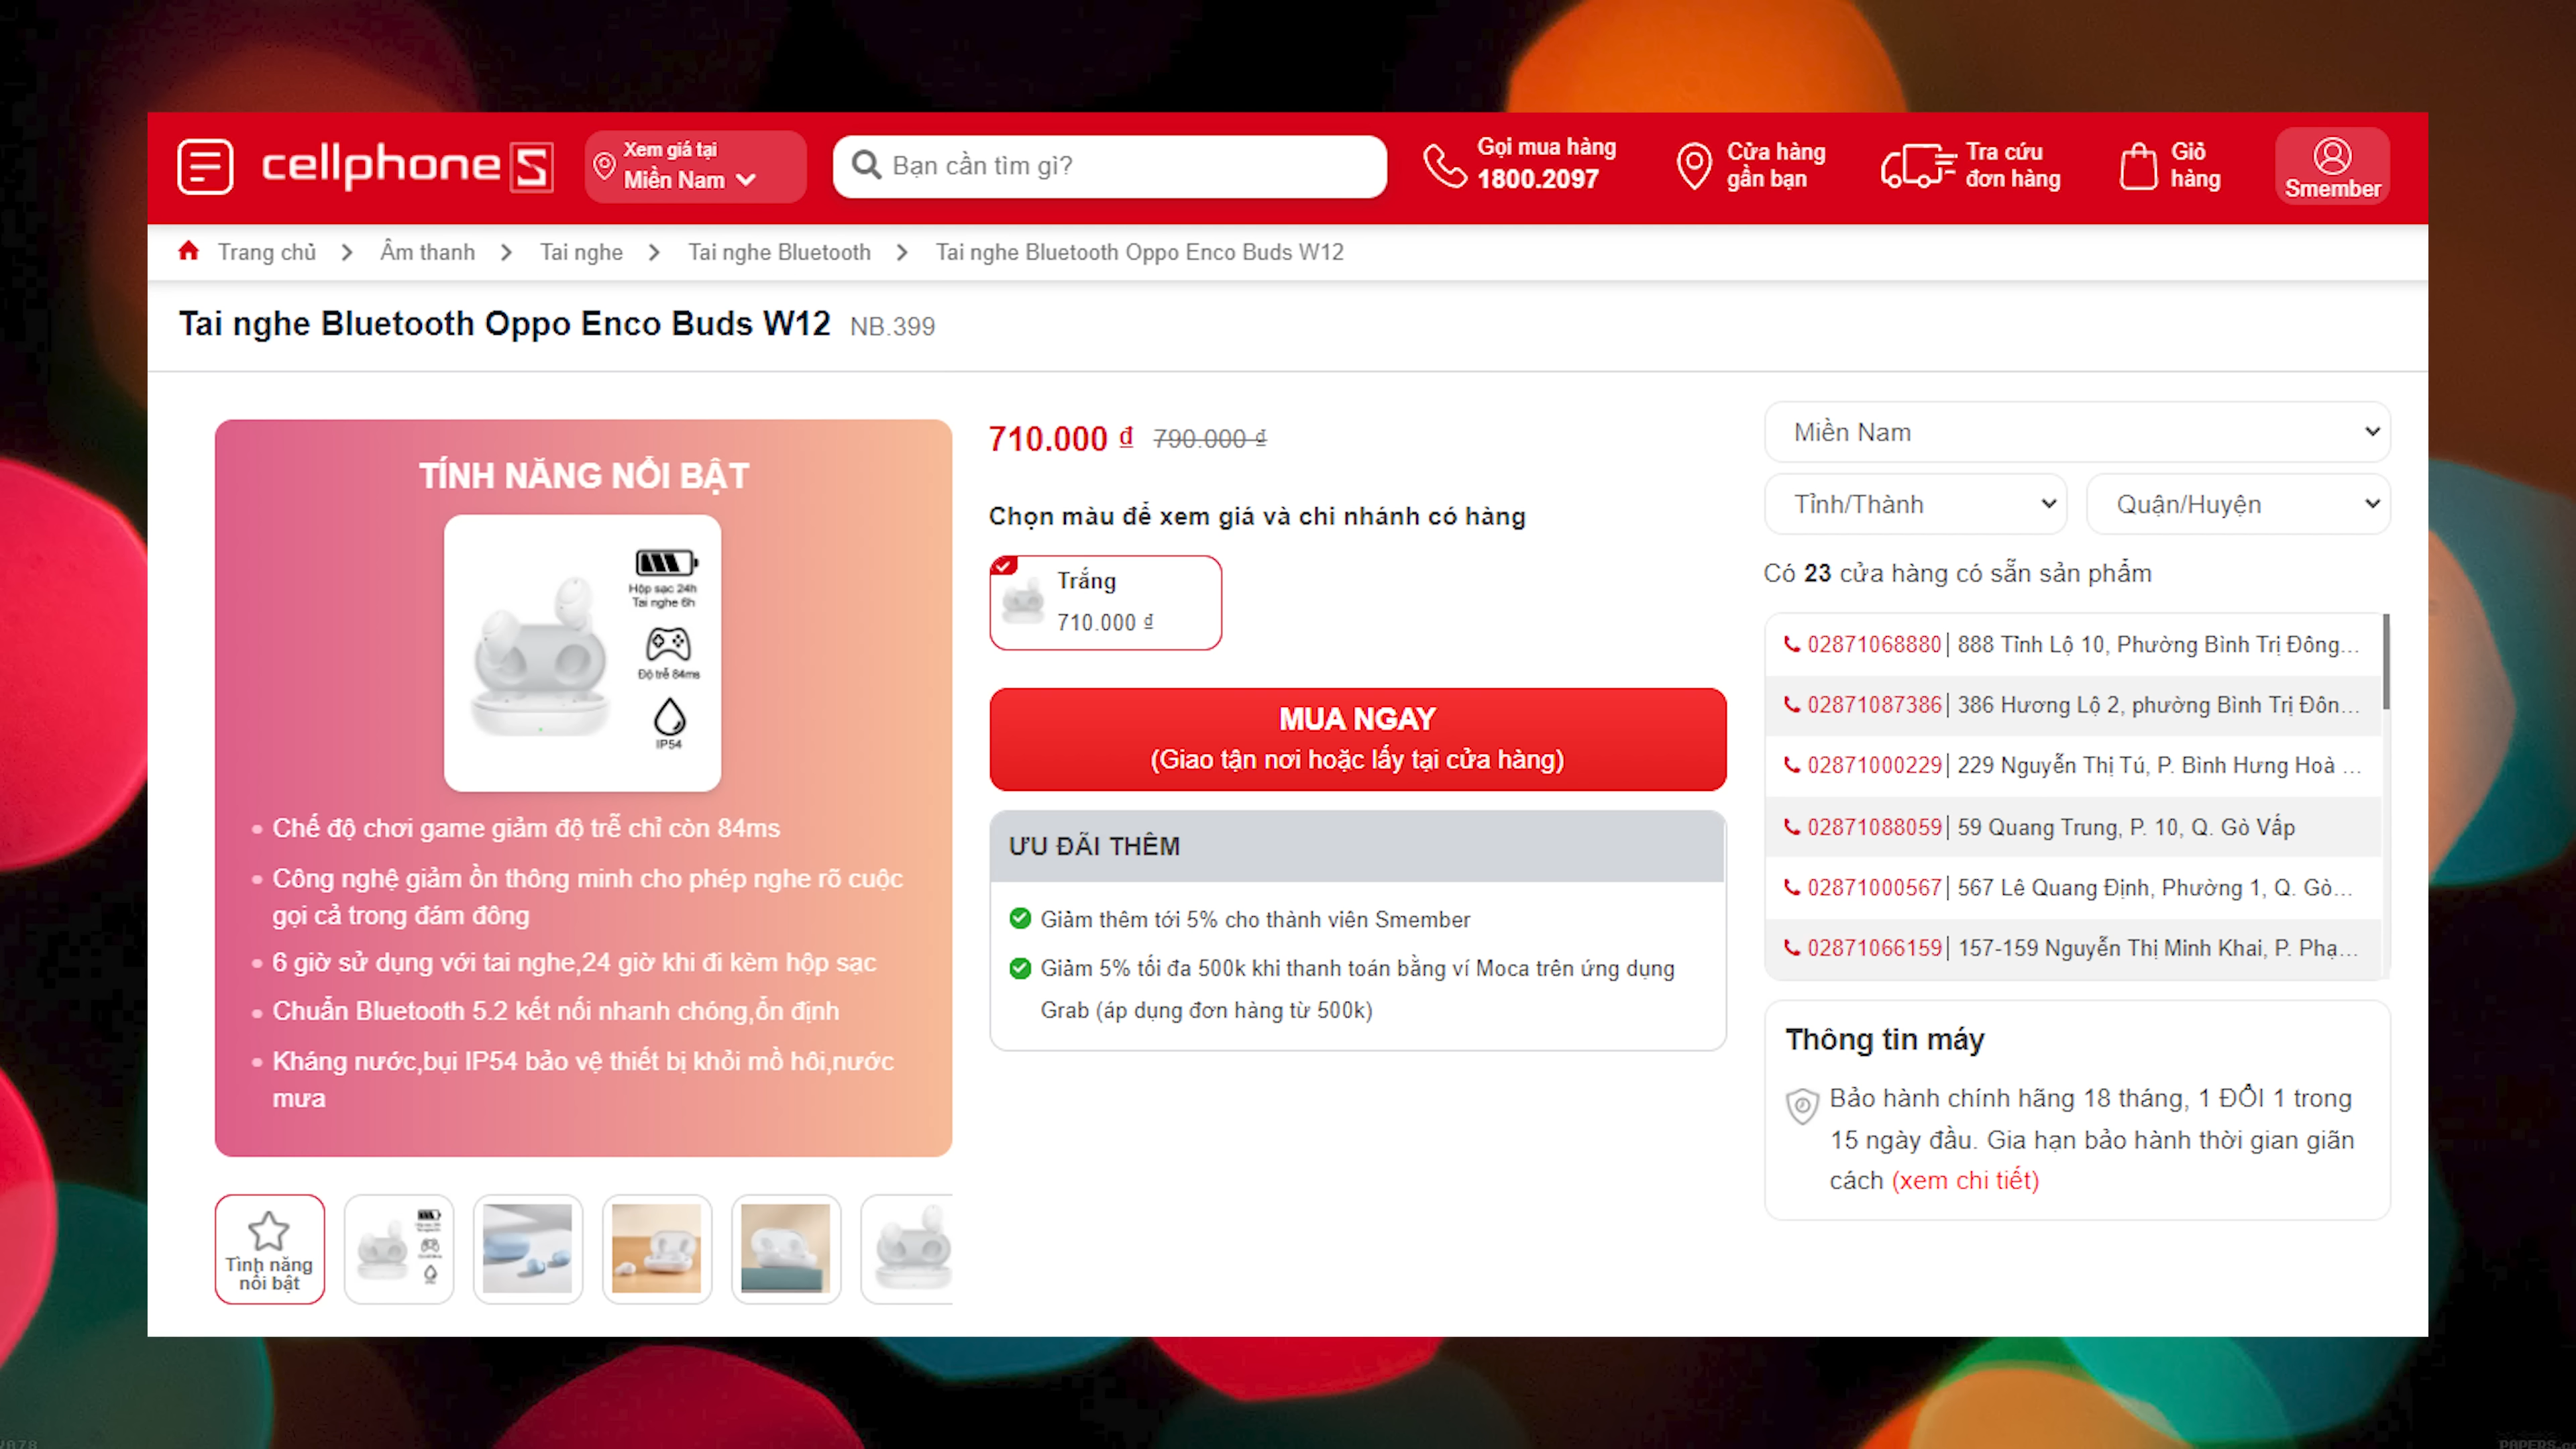 cellphoneS
Xem giá tại
Miền Nam
Bạn cần tìm gì?
Gọi mua hàng
1800.2097
Cửa hàng
gần bạn
Tra cứu
đơn hàng
Giỏ
hàng
Smember
Trang chủ
Âm thanh
Tai nghe
Tai nghe Bluetooth
Tai nghe Bluetooth Oppo Enco Buds W12
Tai nghe Bluetooth Oppo Enco Buds W12 NB.399
TÍNH NĂNG NỔI BẬT
Hộp sạc 24h
Tai nghe 6h
Độ trễ 84ms
IP54
Chế độ chơi game giảm độ trễ chỉ còn 84ms
Công nghệ giảm ồn thông minh cho phép nghe rõ cuộc
gọi cả trong đám đông
6 giờ sử dụng với tai nghe,24 giờ khi đi kèm hộp sạc
Chuẩn Bluetooth 5.2 kết nối nhanh chóng,ổn định
Kháng nước,bụi IP54 bảo vệ thiết bị khỏi mồ hôi,nước
mưa
Tính năng
nổi bật
710.000 ₫ 790.000 ₫
Chọn màu để xem giá và chi nhánh có hàng
Trắng
710.000 ₫
MUA NGAY
(Giao tận nơi hoặc lấy tại cửa hàng)
ƯU ĐÃI THÊM
Giảm thêm tới 5% cho thành viên Smember
Giảm 5% tối đa 500k khi thanh toán bằng ví Moca trên ứng dụng
Grab (áp dụng đơn hàng từ 500k)
Miền Nam
Tỉnh/Thành
Quận/Huyện
Có 23 cửa hàng có sẵn sản phẩm
02871068880| 888 Tỉnh Lộ 10, Phường Bình Trị Đông...
02871087386| 386 Hương Lộ 2, phường Bình Trị Đôn...
02871000229| 229 Nguyễn Thị Tú, P. Bình Hưng Hoà ...
02871088059| 59 Quang Trung, P. 10, Q. Gò Vấp
02871000567| 567 Lê Quang Định, Phường 1, Q. Gò...
02871066159| 157-159 Nguyễn Thị Minh Khai, P. Phạ...
Thông tin máy
Bảo hành chính hãng 18 tháng, 1 ĐỔI 1 trong
15 ngày đầu. Gia hạn bảo hành thời gian giãn
cách (xem chi tiết)